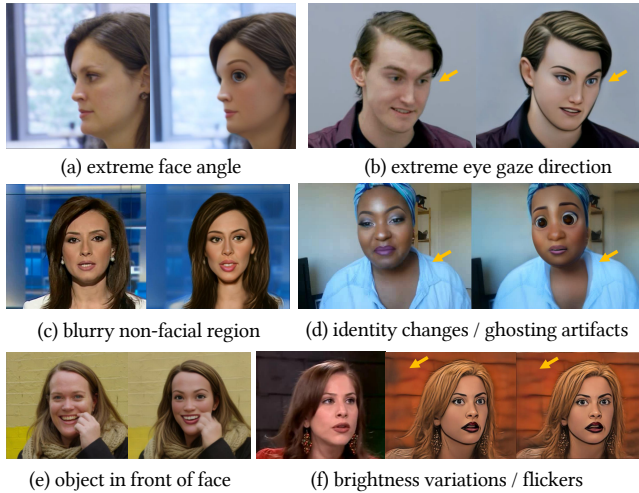 (a) extreme face angle
(b) extreme eye gaze direction
(c) blurry non-facial region
(d) identity changes / ghosting artifacts
(e) object in front of face
(f) brightness variations / flickers